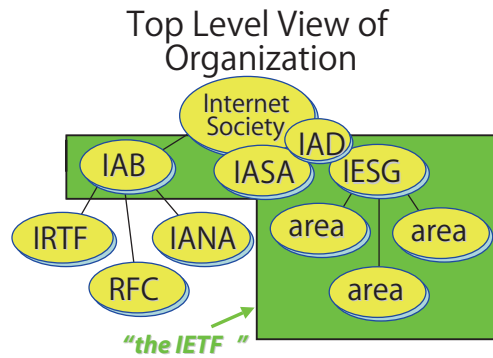 Top Level View of
Organization
Internet
Society
IAD
IAB
IASA
IESG
IRTF
IANA
area
area
RFC
area
“the IETF ”